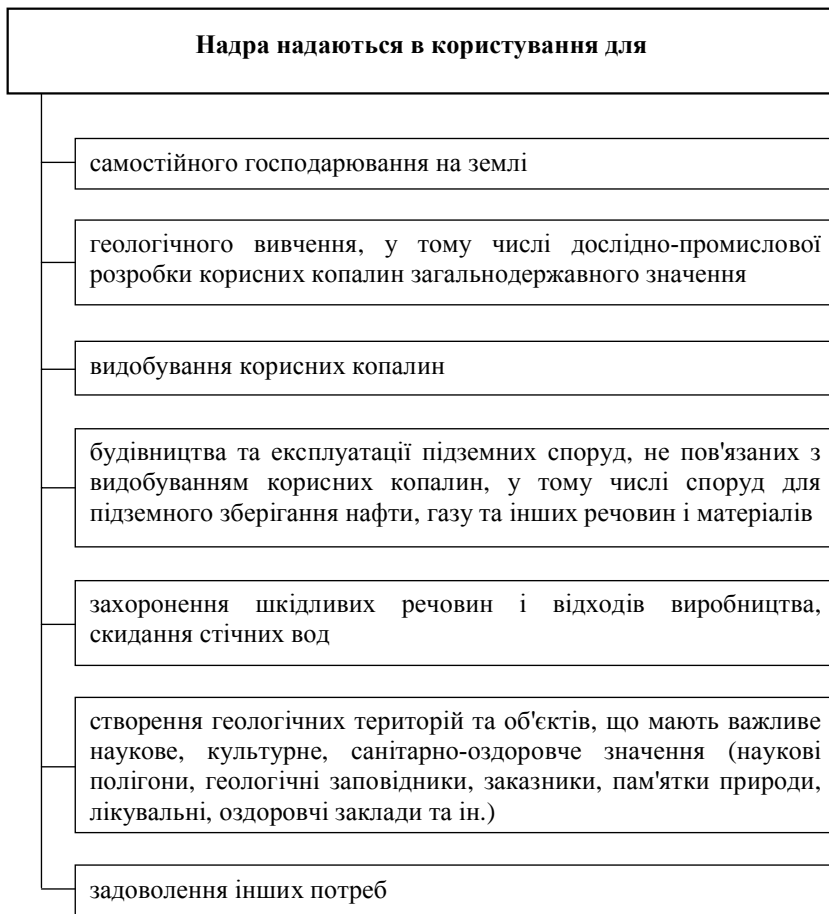 Надра надаються в користування для
самостійного господарювання на землі
геологічного вивчення, у тому числі дослідно-промислової
розробки корисних копалин загальнодержавного значення
видобування корисних копалин
будівництва та експлуатації підземних споруд, не пов'язаних з
видобуванням корисних копалин, у тому числі споруд для
підземного зберігання нафти, газу та інших речовин і матеріалів
захоронення шкідливих речовин і відходів виробництва,
скидання стічних вод
створення геологічних територій та об'єктів, що мають важливе
наукове, культурне, санітарно-оздоровче значення (наукові
полігони, геологічні заповідники, заказники, пам'ятки природи,
лікувальні, оздоровчі заклади та ін.)
задоволення інших потреб